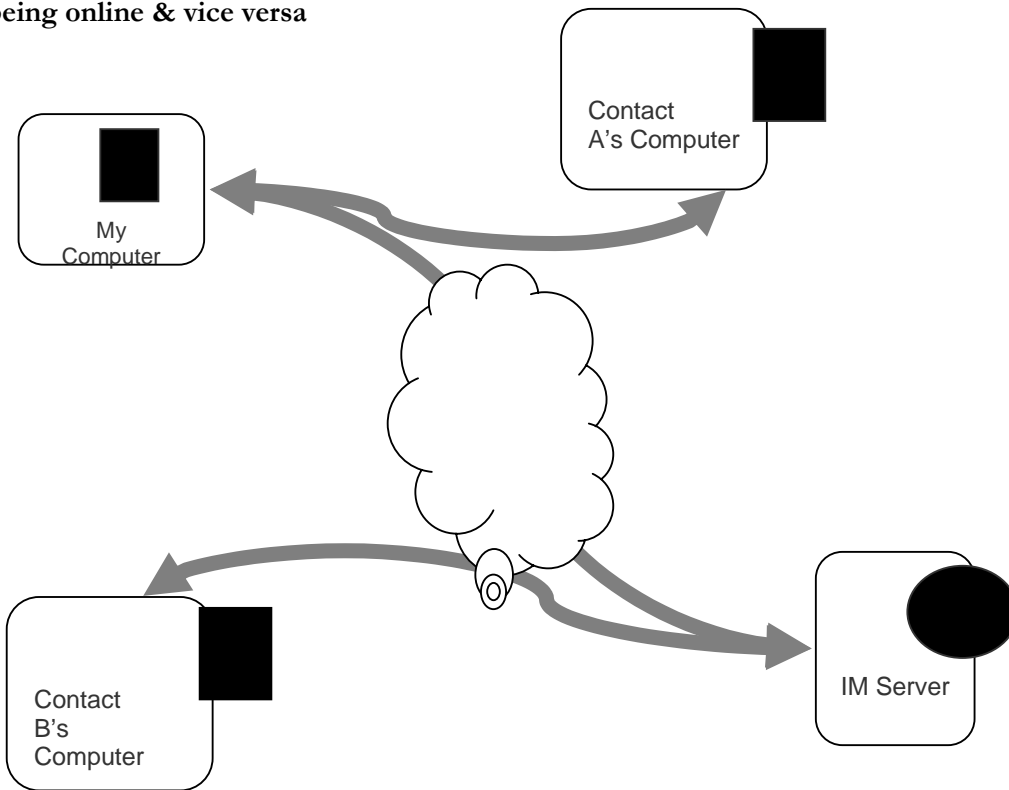 being online & vice versa
Contact
A's Computer
My
Computer
Contact
B's
Computer
IM Server